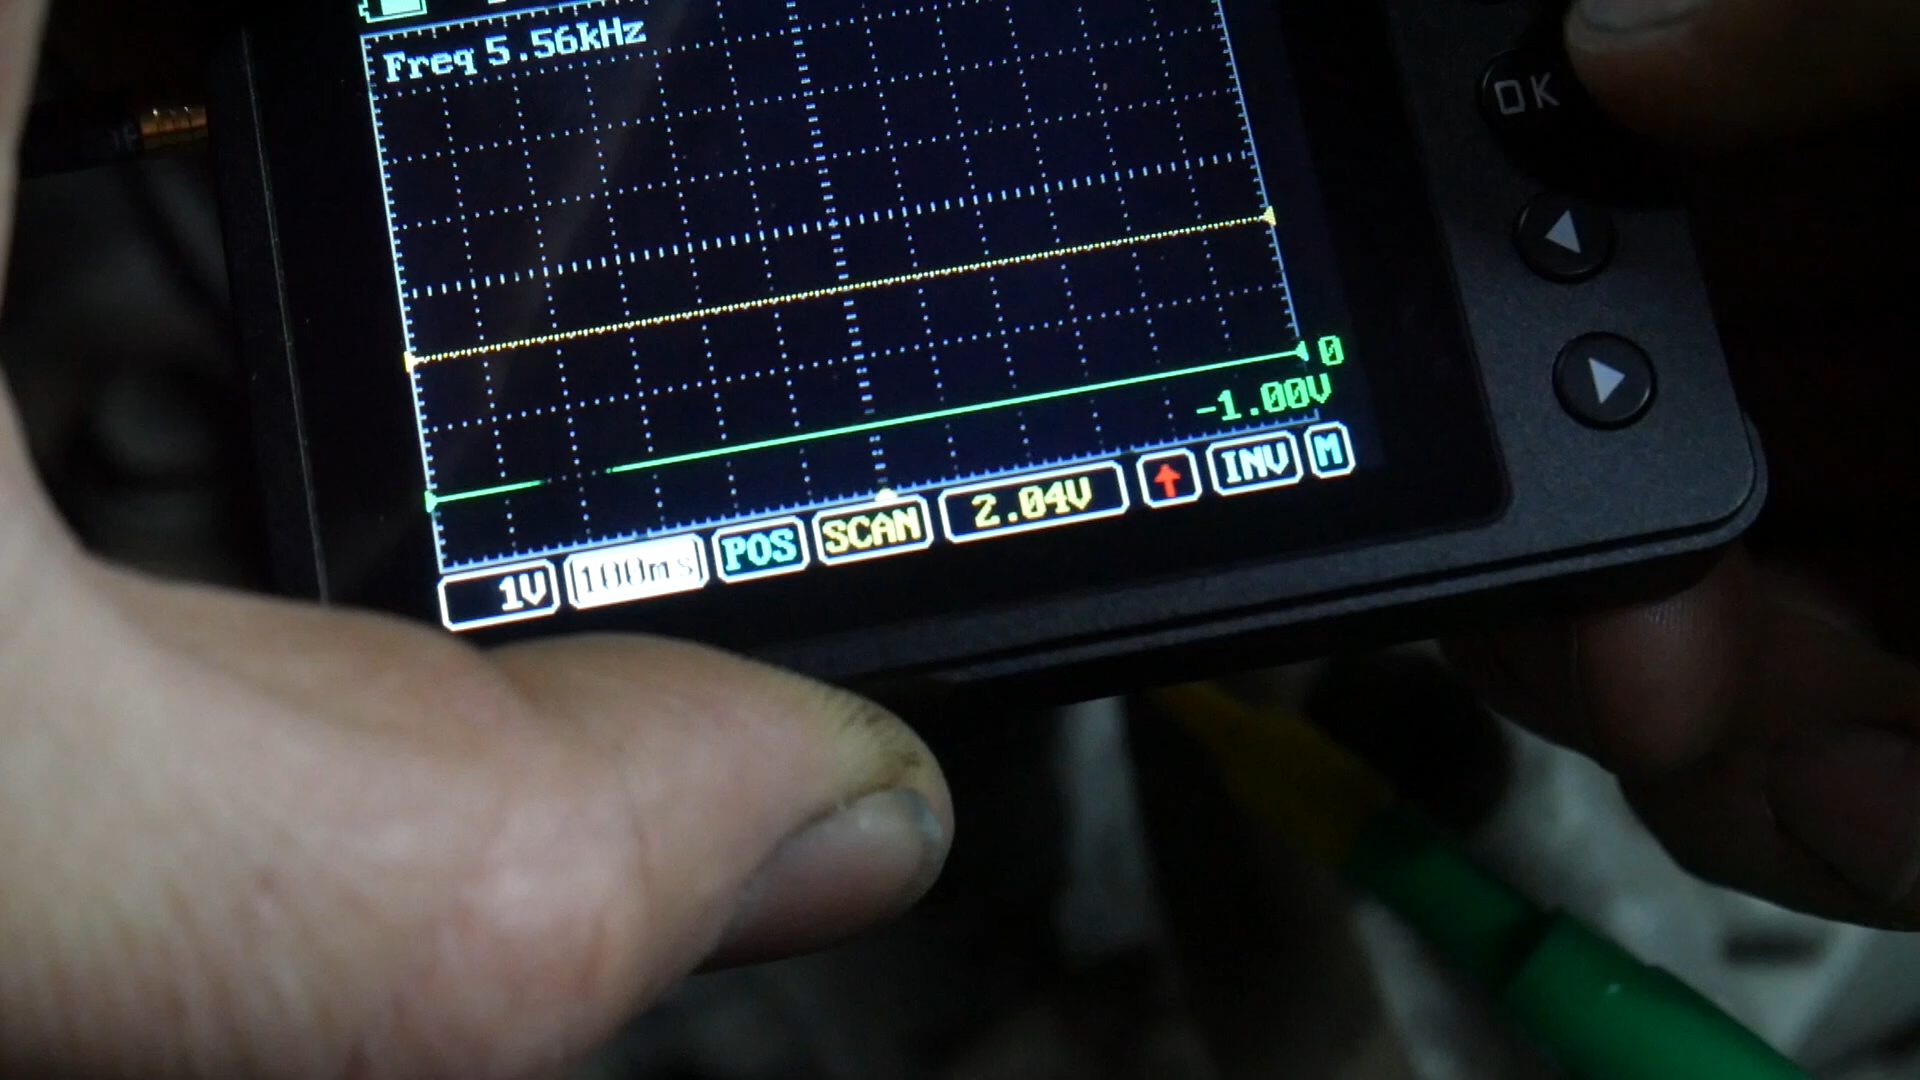 Freq 5.56kHz
OK
0
-1.00V
1V 100ms POS SCAN 2.04V INV M